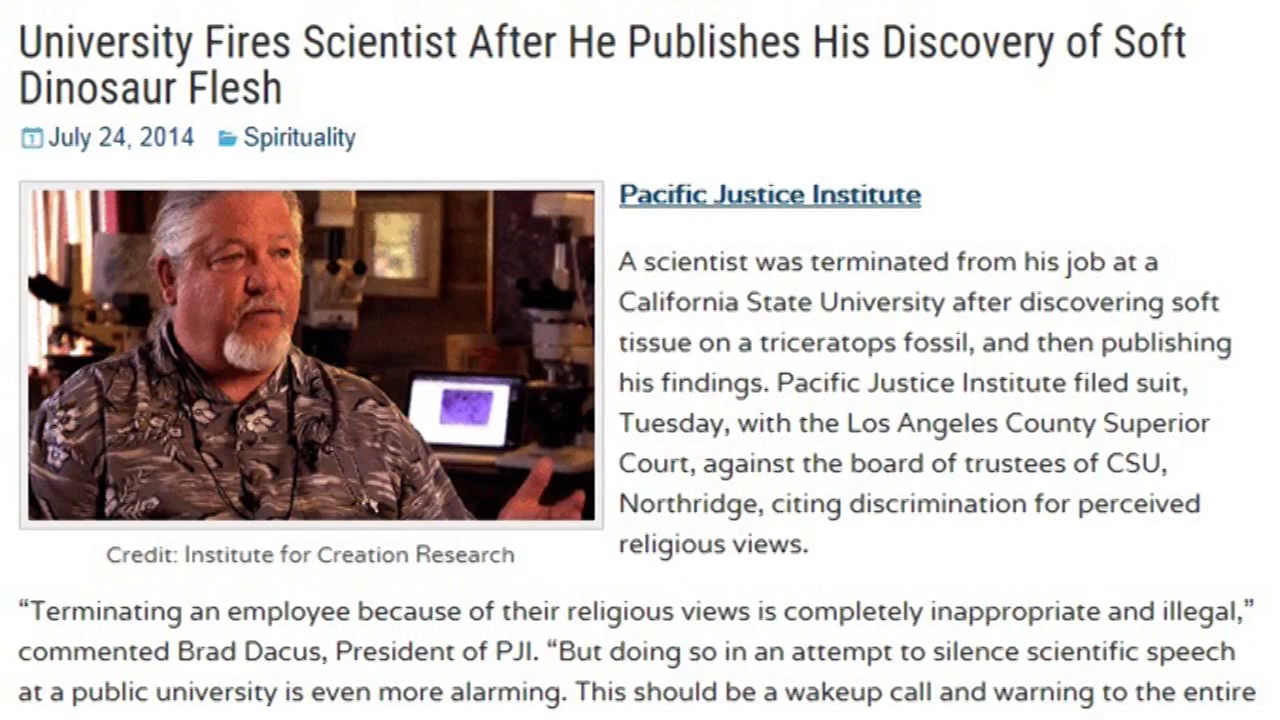 University Fires Scientist After He Publishes His Discovery of Soft
Dinosaur Flesh
July 24, 2014 Spirituality
Pacific Justice Institute
A scientist was terminated from his job at a
California State University after discovering soft
tissue on a triceratops fossil, and then publishing
his findings. Pacific Justice Institute filed suit,
Tuesday, with the Los Angeles County Superior
Court, against the board of trustees of CSU,
Northridge, citing discrimination for perceived
religious views.
Credit: Institute for Creation Research
“Terminating an employee because of their religious views is completely inappropriate and illegal,”
commented Brad Dacus, President of PJI. “But doing so in an attempt to silence scientific speech
at a public university is even more alarming. This should be a wakeup call and warning to the entire